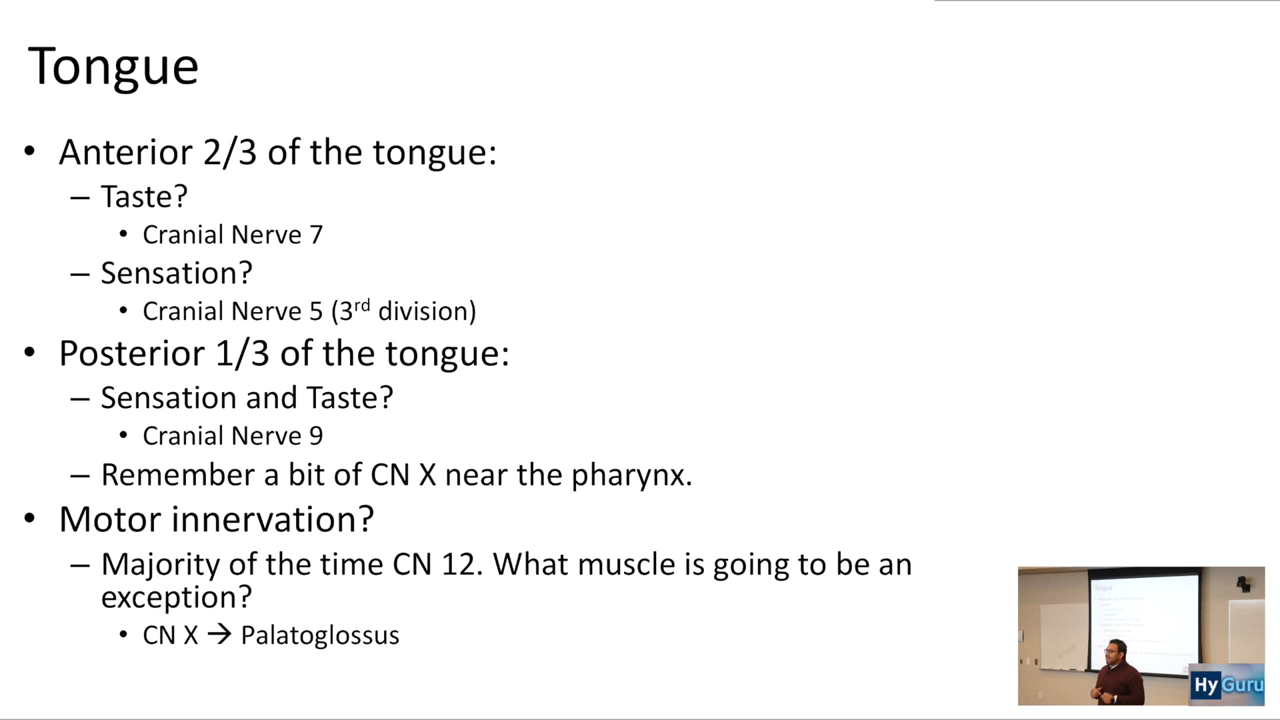 Tongue
• Anterior 2/3 of the tongue:
– Taste?
• Cranial Nerve 7
– Sensation?
• Cranial Nerve 5 (3rd division)
• Posterior 1/3 of the tongue:
– Sensation and Taste?
• Cranial Nerve 9
– Remember a bit of CN X near the pharynx.
• Motor innervation?
– Majority of the time CN 12. What muscle is going to be an
exception?
• CN X → Palatoglossus
HyGuru